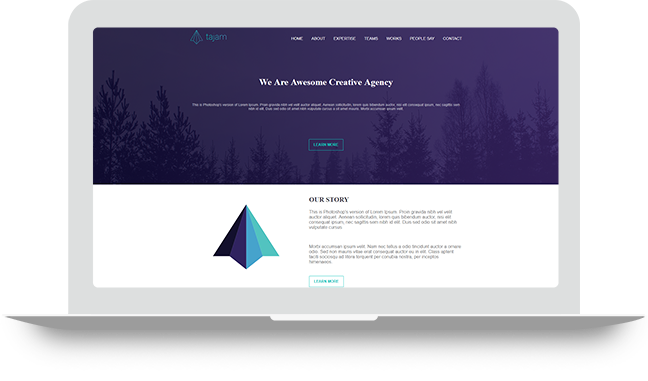 tajam
HOME ABOUT EXPERTISE TEAMS WORKS PEOPLE SAY CONTACT
We Are Awesome Creative Agency
This is Photoshop's version of Lorem Ipsum. Proin gravida nibh vel velit auctor aliquet. Aenean sollicitudin, lorem quis bibendum auctor, nisi elit consequat ipsum, nec sagittis sem
nibh id elit. Duis sed odio sit amet nibh vulputate cursus a sit amet mauris. Morbi accumsan ipsum velit.
LEARN MORE
OUR STORY
This is Photoshop's version of Lorem Ipsum. Proin gravida nibh vel velit
auctor aliquet. Aenean sollicitudin, lorem quis bibendum auctor, nisi elit
consequat ipsum, nec sagittis sem nibh id elit. Duis sed odio sit amet nibh
vulputate cursus.
Morbi accumsan ipsum velit. Nam nec tellus a odio tincidunt auctor a ornare
odio. Sed non mauris vitae erat consequat auctor eu in elit. Class aptent
taciti sociosqu ad litora torquent per conubia nostra, per inceptos
himenaeos.
LEARN MORE